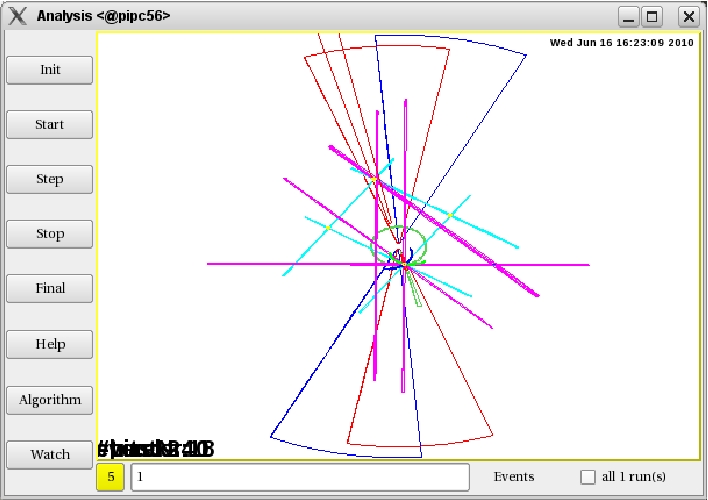 Analysis <@pipc56>
Wed Jun 16 16:23:09 2010
Init
Start
Step
Stop
Final
Help
Algorithm
Watch
5
1
Events
all 1 run(s)